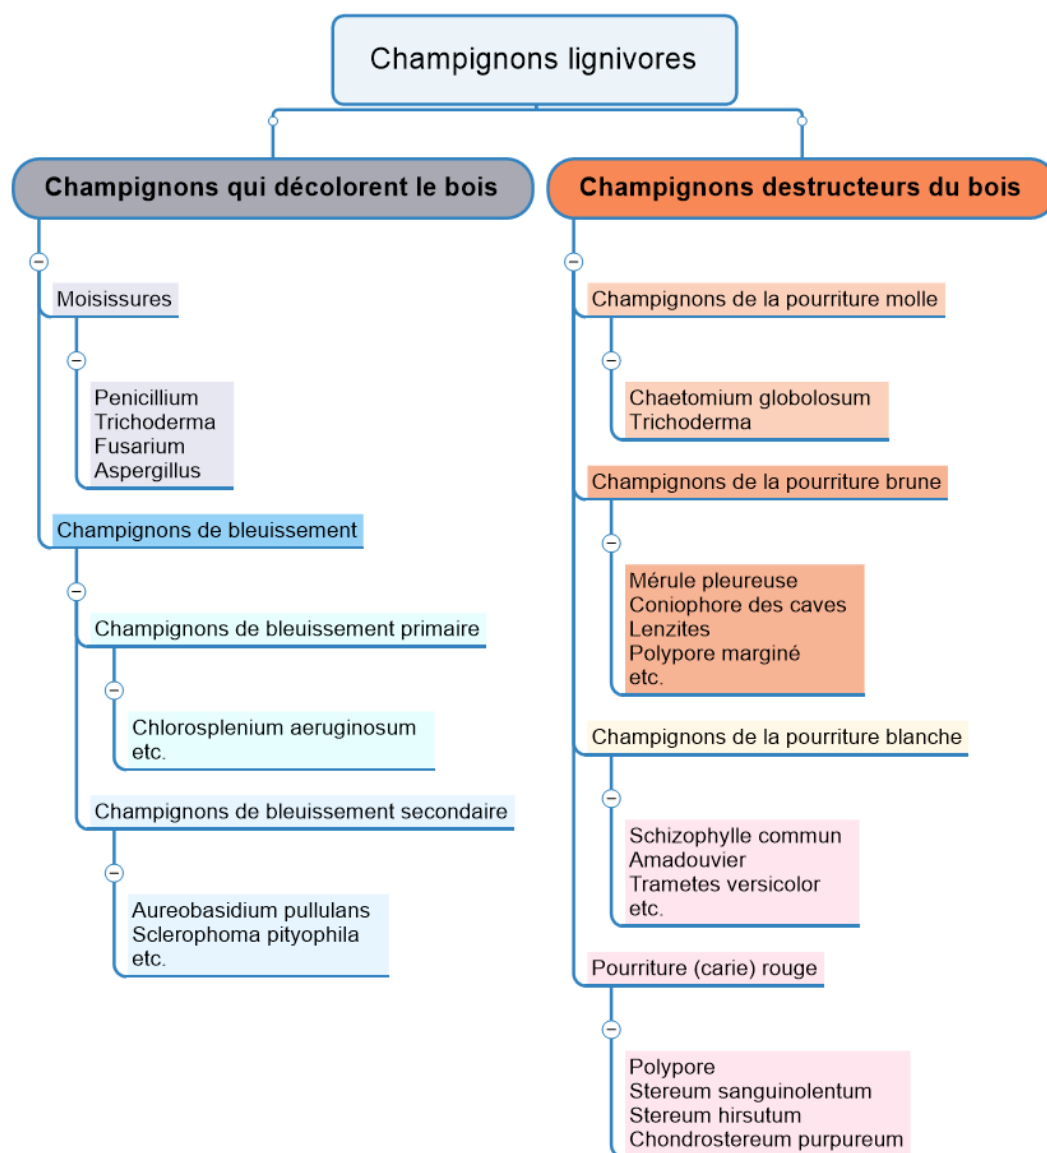 Champignons lignivores
Champignons qui décolorent le bois
Moisissures
Penicillium
Trichoderma
Fusarium
Aspergillus
Champignons de bleuissement
Champignons de bleuissement primaire
Chlorosplenium aeruginosum
etc.
Champignons de bleuissement secondaire
Aureobasidium pullulans
Sclerophoma pityophila
etc.
Champignons destructeurs du bois
Champignons de la pourriture molle
Chaetomium globolosum
Trichoderma
Champignons de la pourriture brune
Mérule pleureuse
Coniophore des caves
Lenzites
Polypore marginé
etc.
Champignons de la pourriture blanche
Schizophylle commun
Amadouvier
Trametes versicolor
etc.
Pourriture (carie) rouge
Polypore
Stereum sanguinolentum
Stereum hirsutum
Chondrostereum purpureum